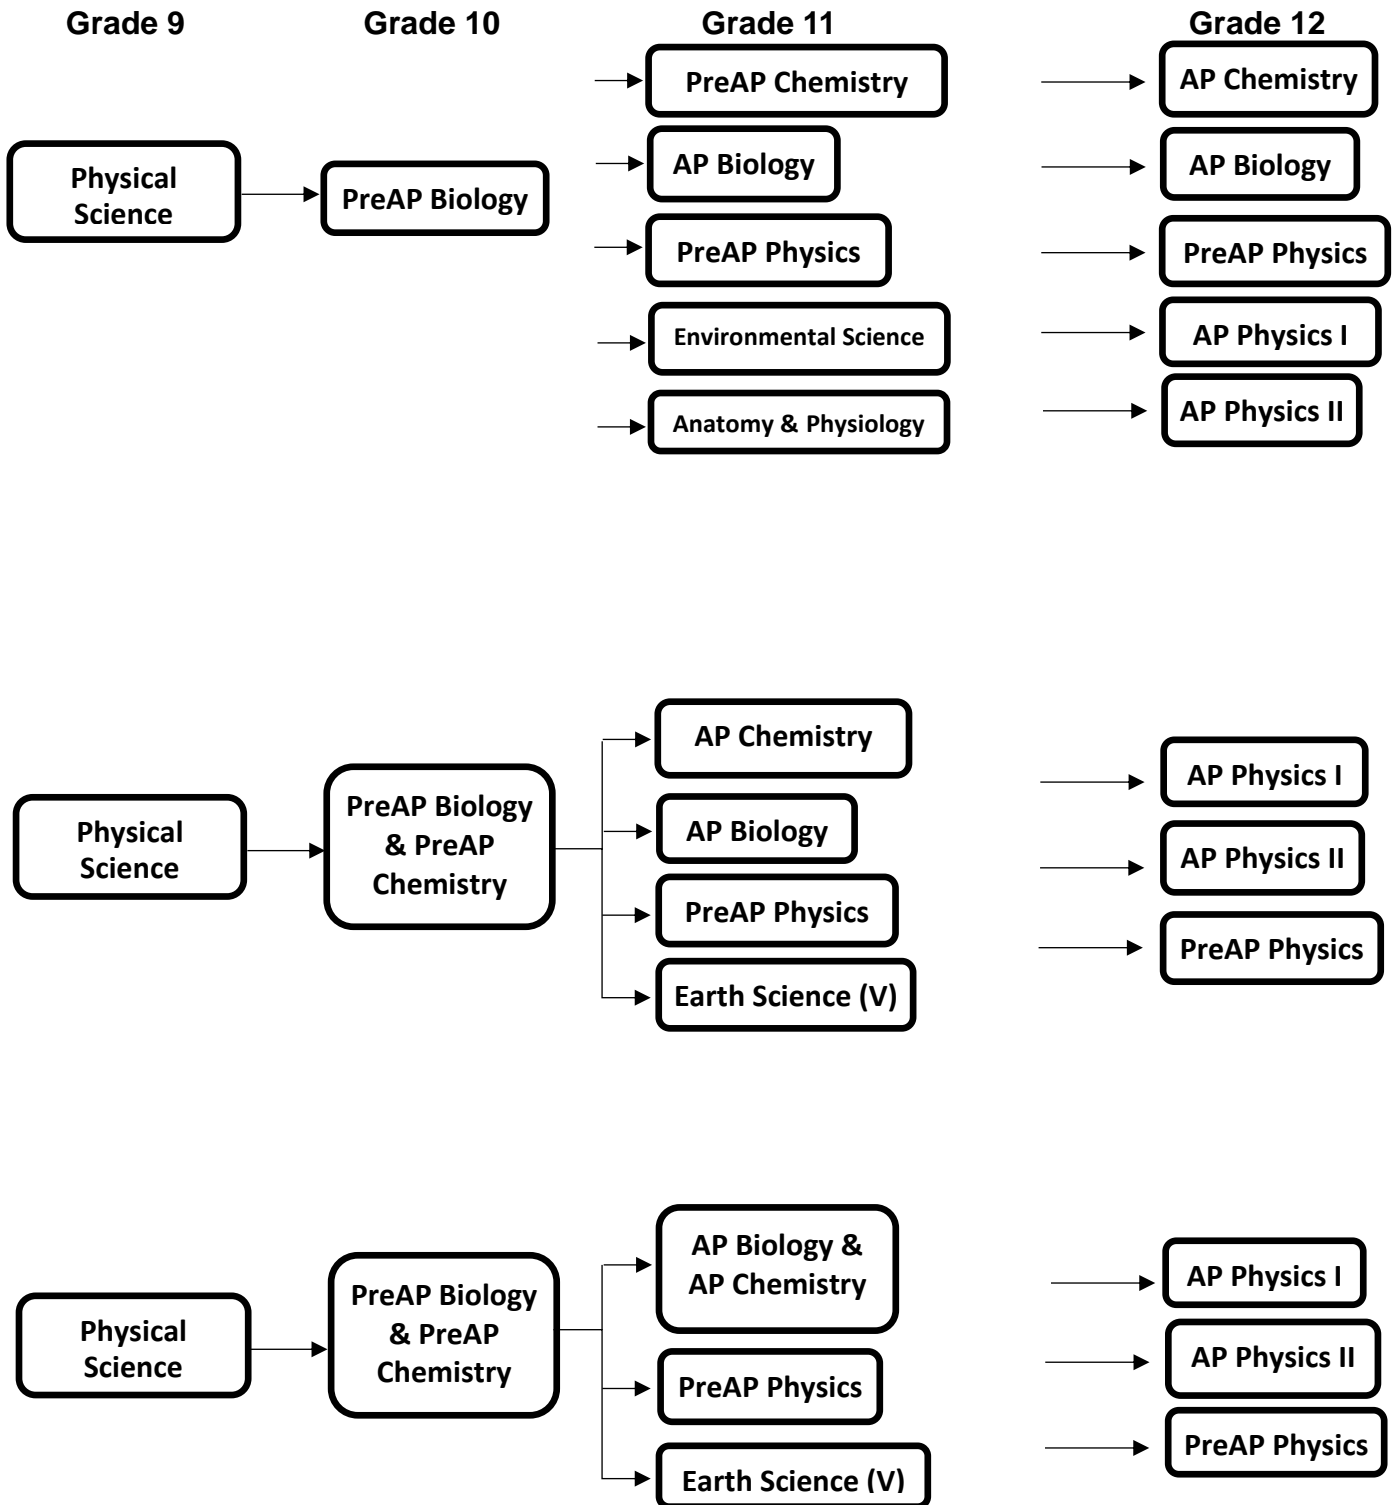 Grade 9
Grade 10
Grade 11
Grade 12
Physical
Science
PreAP Biology
PreAP Chemistry
AP Biology
PreAP Physics
Environmental Science
Anatomy & Physiology
AP Chemistry
AP Biology
PreAP Physics
AP Physics I
AP Physics II
Physical
Science
PreAP Biology
& PreAP
Chemistry
AP Chemistry
AP Biology
PreAP Physics
Earth Science (V)
AP Physics I
AP Physics II
PreAP Physics
Physical
Science
PreAP Biology
& PreAP
Chemistry
AP Biology &
AP Chemistry
PreAP Physics
Earth Science (V)
AP Physics I
AP Physics II
PreAP Physics